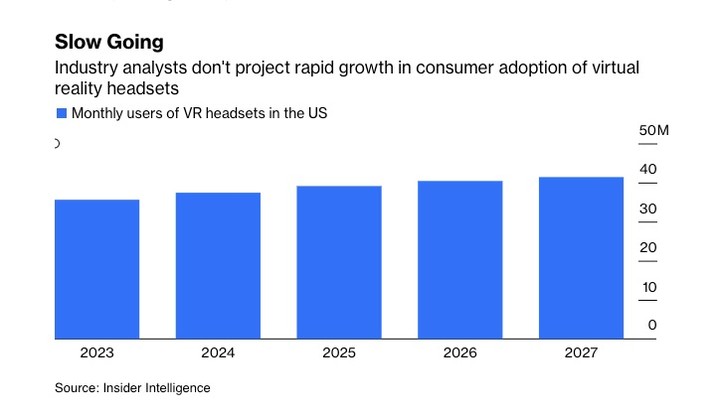 Slow Going
Industry analysts don't project rapid growth in consumer adoption of virtual
reality headsets
Monthly users of VR headsets in the US
50M
40
30
20
10
0
2023 2024 2025 2026 2027
Source: Insider Intelligence